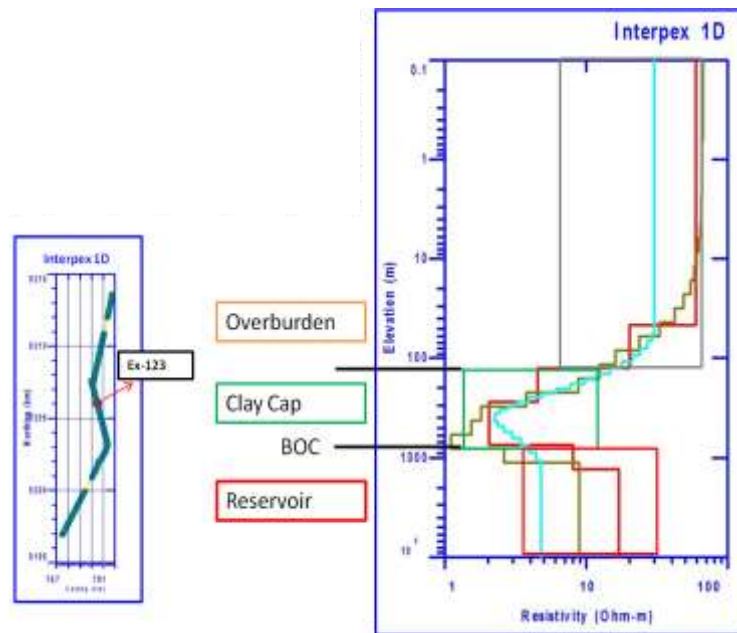 Interpex 1D
0.1
1
10
100
1000
10
Elevation (m)
1
10
100
Resistivity (Ohm-m)
Interpex 1D
Ex-123
Overburden
Clay Cap
BOC
Reservoir